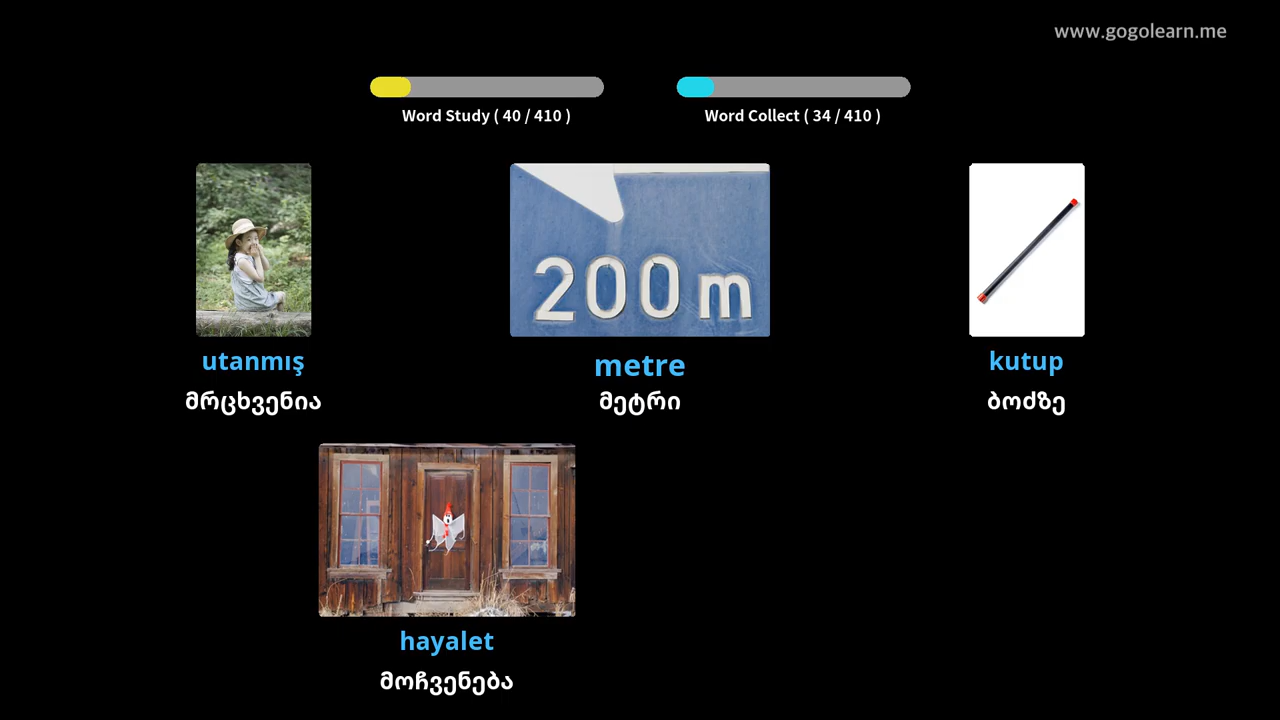 www.gogolearn.me
Word Study ( 40 / 410 )
Word Collect ( 34 / 410 )
200 m
utanmış
metre
kutup
მრცხვენია
მეტრი
ბოძზე
hayalet
მოჩვენება